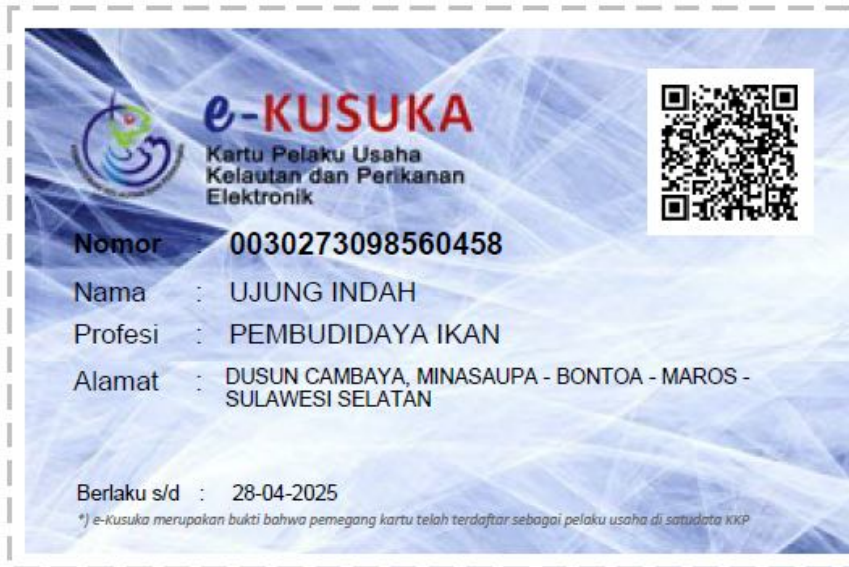 e-KUSUKA
Kartu Pelaku Usaha
Kelautan dan Perikanan
Elektronik
Nomor : 0030273098560458
Nama : UJUNG INDAH
Profesi : PEMBUDIDAYA IKAN
Alamat : DUSUN CAMBAYA, MINASAUPA - BONTOA - MAROS -
SULAWESI SELATAN
Berlaku s/d : 28-04-2025
*) e-Kusuka merupakan bukti bahwa pemegang kartu telah terdaftar sebagai pelaku usaha di satudata KKP